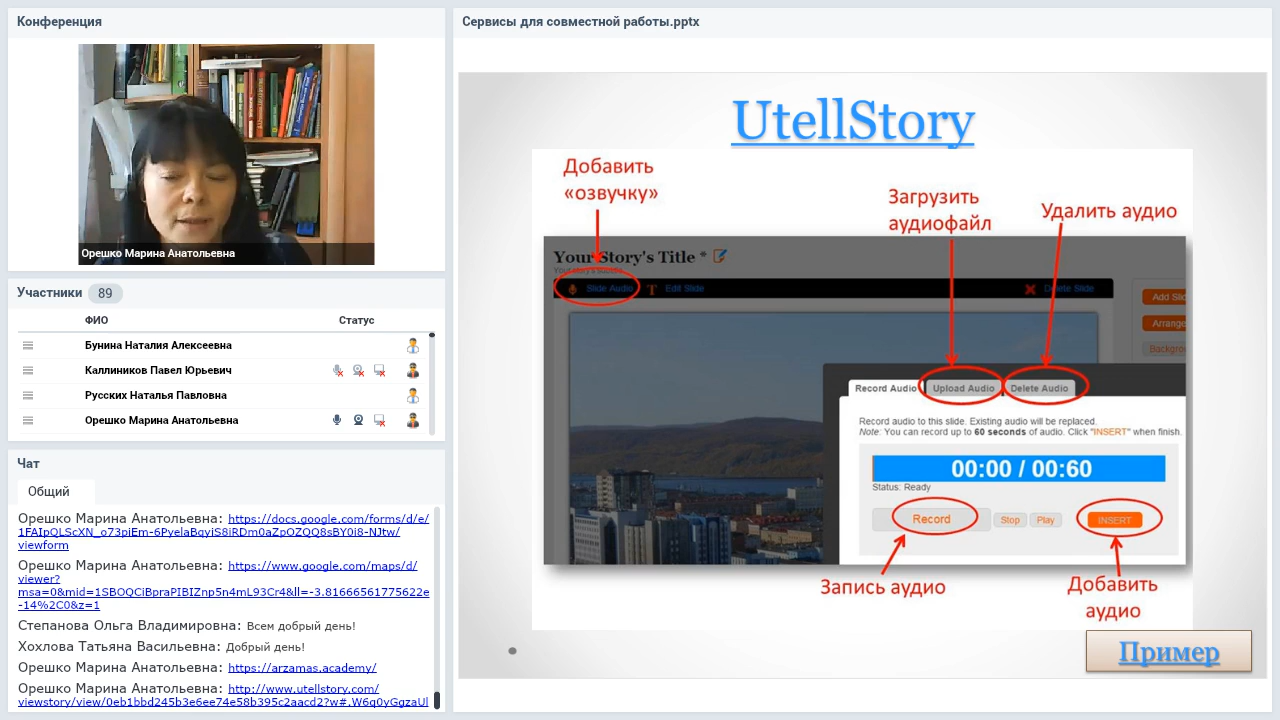 Конференция
Орешко Марина Анатольевна
Участники 89
ФИО Статус
Бунина Наталия Алексеевна
Каллиников Павел Юрьевич
Русских Наталья Павловна
Орешко Марина Анатольевна
Чат
Общий
Орешко Марина Анатольевна: https://docs.google.com/forms/d/e/
1FAIpQLScXN_o73piEm-6PyelaBqyiS8iRDm0aZpOZQQ8sBY0i8-NJtw/
viewform
Орешко Марина Анатольевна: https://www.google.com/maps/d/
viewer?
msa=0&mid=1SBOQCiBpraPIBIZnp5n4mL93Cr4&ll=-3.81666561775622e
-14%2C0&z=1
Степанова Ольга Владимировна: Всем добрый день!
Хохлова Татьяна Васильевна: Добрый день!
Орешко Марина Анатольевна: https://arzamas.academy/
Орешко Марина Анатольевна: http://www.utellstory.com/
viewstory/view/0eb1bbd245b3e6ee74e58b395c2aacd2?w#.W6q0yGgzaUl
Сервисы для совместной работы.pptx
UtellStory
Добавить
«озвучку»
Загрузить
аудиофайл
Удалить аудио
Your Story's Title *
Slide Audio Edit Slide Delete Slide
Add Slid
Arrange
Backgro
Record Audio Upload Audio Delete Audio
Record audio to this slide. Existing audio will be replaced.
Note: You can record up to 60 seconds of audio. Click "INSERT" when finish.
00:00 / 00:60
Status: Ready
Record Stop Play INSERT
Запись аудио
Добавить
аудио
Пример